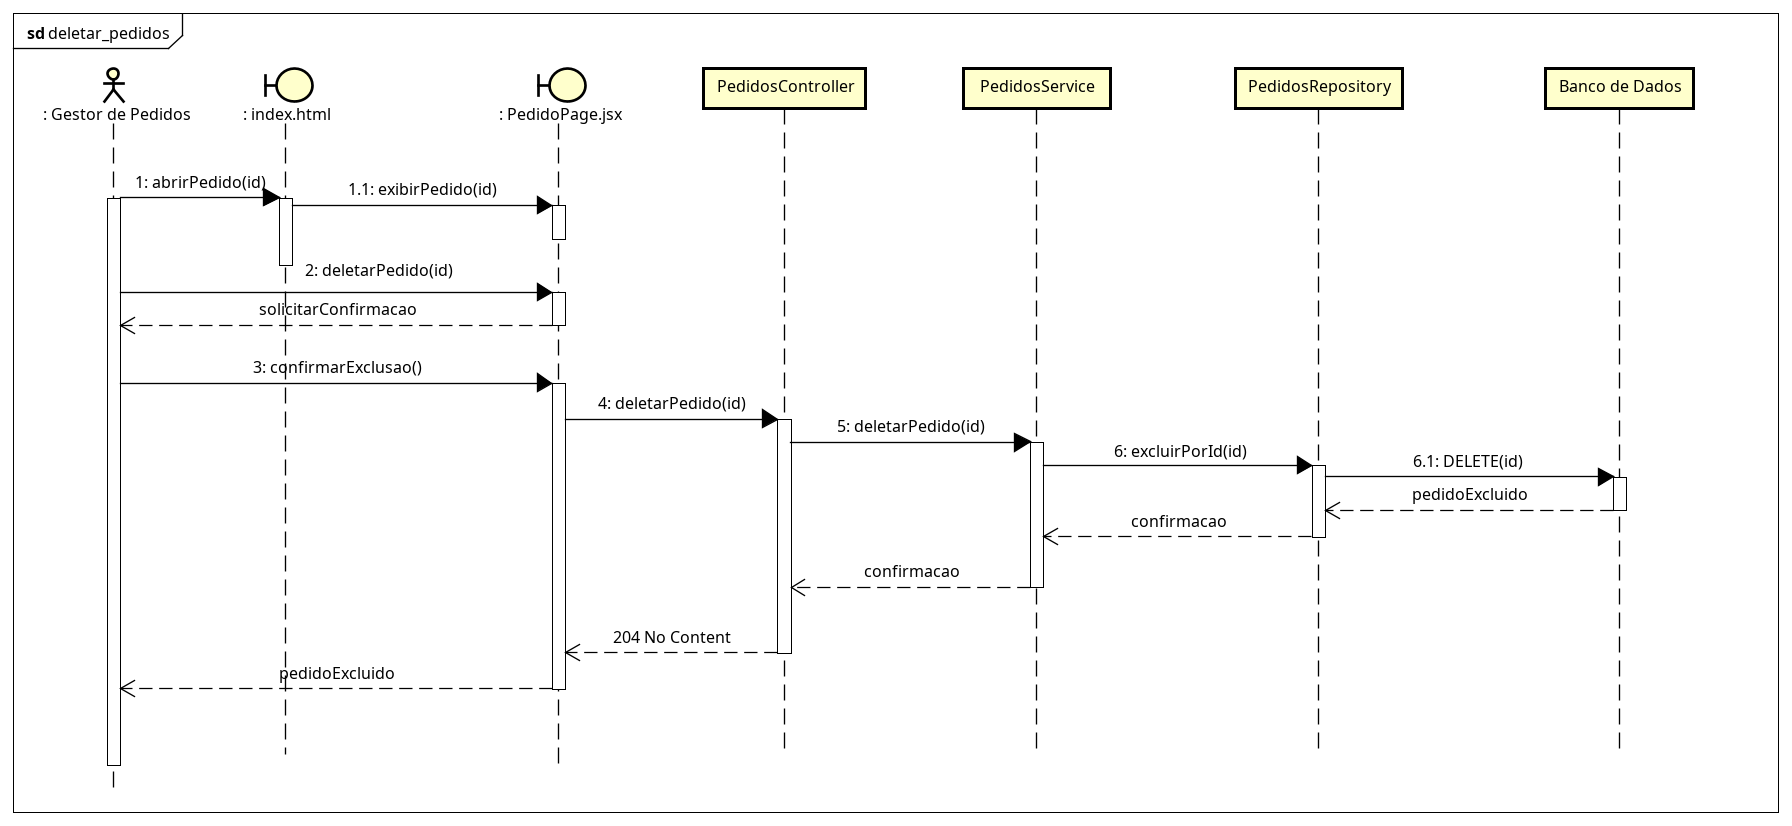 sd deletar_pedidos
: Gestor de Pedidos
: index.html
: PedidoPage.jsx
PedidosController
PedidosService
PedidosRepository
Banco de Dados
1: abrirPedido(id)
1.1: exibirPedido(id)
2: deletarPedido(id)
solicitarConfirmacao
3: confirmarExclusao()
4: deletarPedido(id)
5: deletarPedido(id)
6: excluirPorId(id)
6.1: DELETE(id)
pedidoExcluido
confirmacao
confirmacao
204 No Content
pedidoExcluido